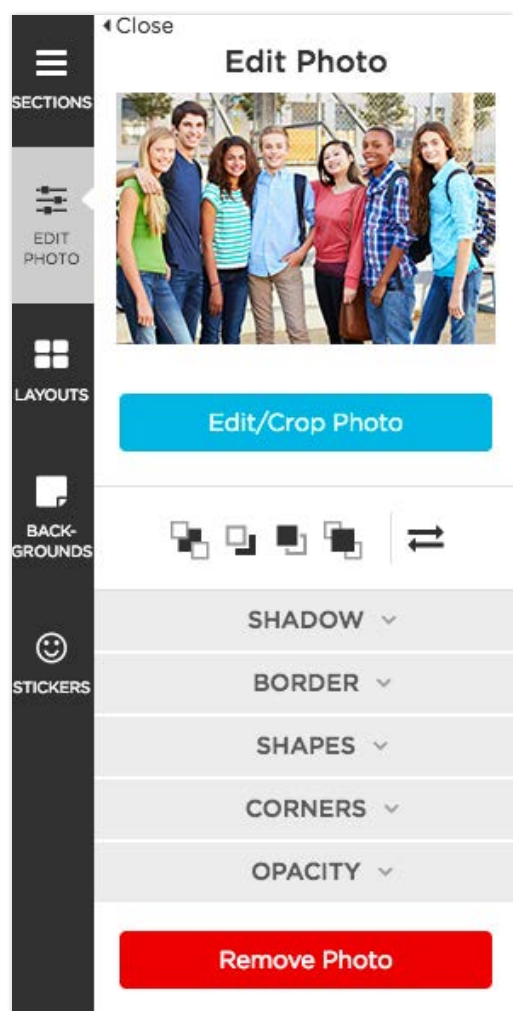 Close
Edit Photo
SECTIONS
EDIT
PHOTO
LAYOUTS
BACK-
GROUNDS
STICKERS
Edit/Crop Photo
SHADOW
BORDER
SHAPES
CORNERS
OPACITY
Remove Photo